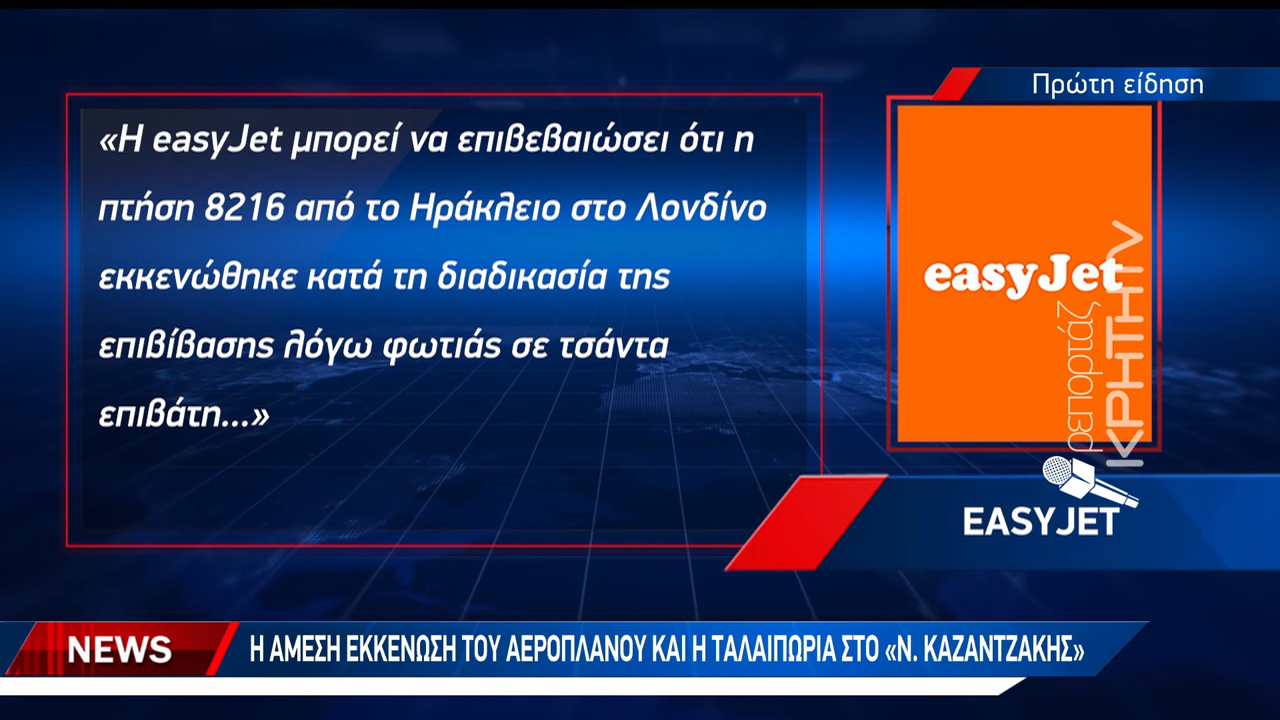 Πρώτη είδηση
«Η easyJet μπορεί να επιβεβαιώσει ότι η
πτήση 8216 από το Ηράκλειο στο Λονδίνο
εκκενώθηκε κατά τη διαδικασία της
επιβίβασης λόγω φωτιάς σε τσάντα
επιβάτη...»
easyJet
ρεπορτάζ
ΚΡΗΤΗTV
EASYJET
NEWS
Η ΑΜΕΣΗ ΕΚΚΕΝΩΣΗ ΤΟΥ ΑΕΡΟΠΛΑΝΟΥ ΚΑΙ Η ΤΑΛΑΙΠΩΡΙΑ ΣΤΟ «Ν. ΚΑΖΑΝΤΖΑΚΗΣ»